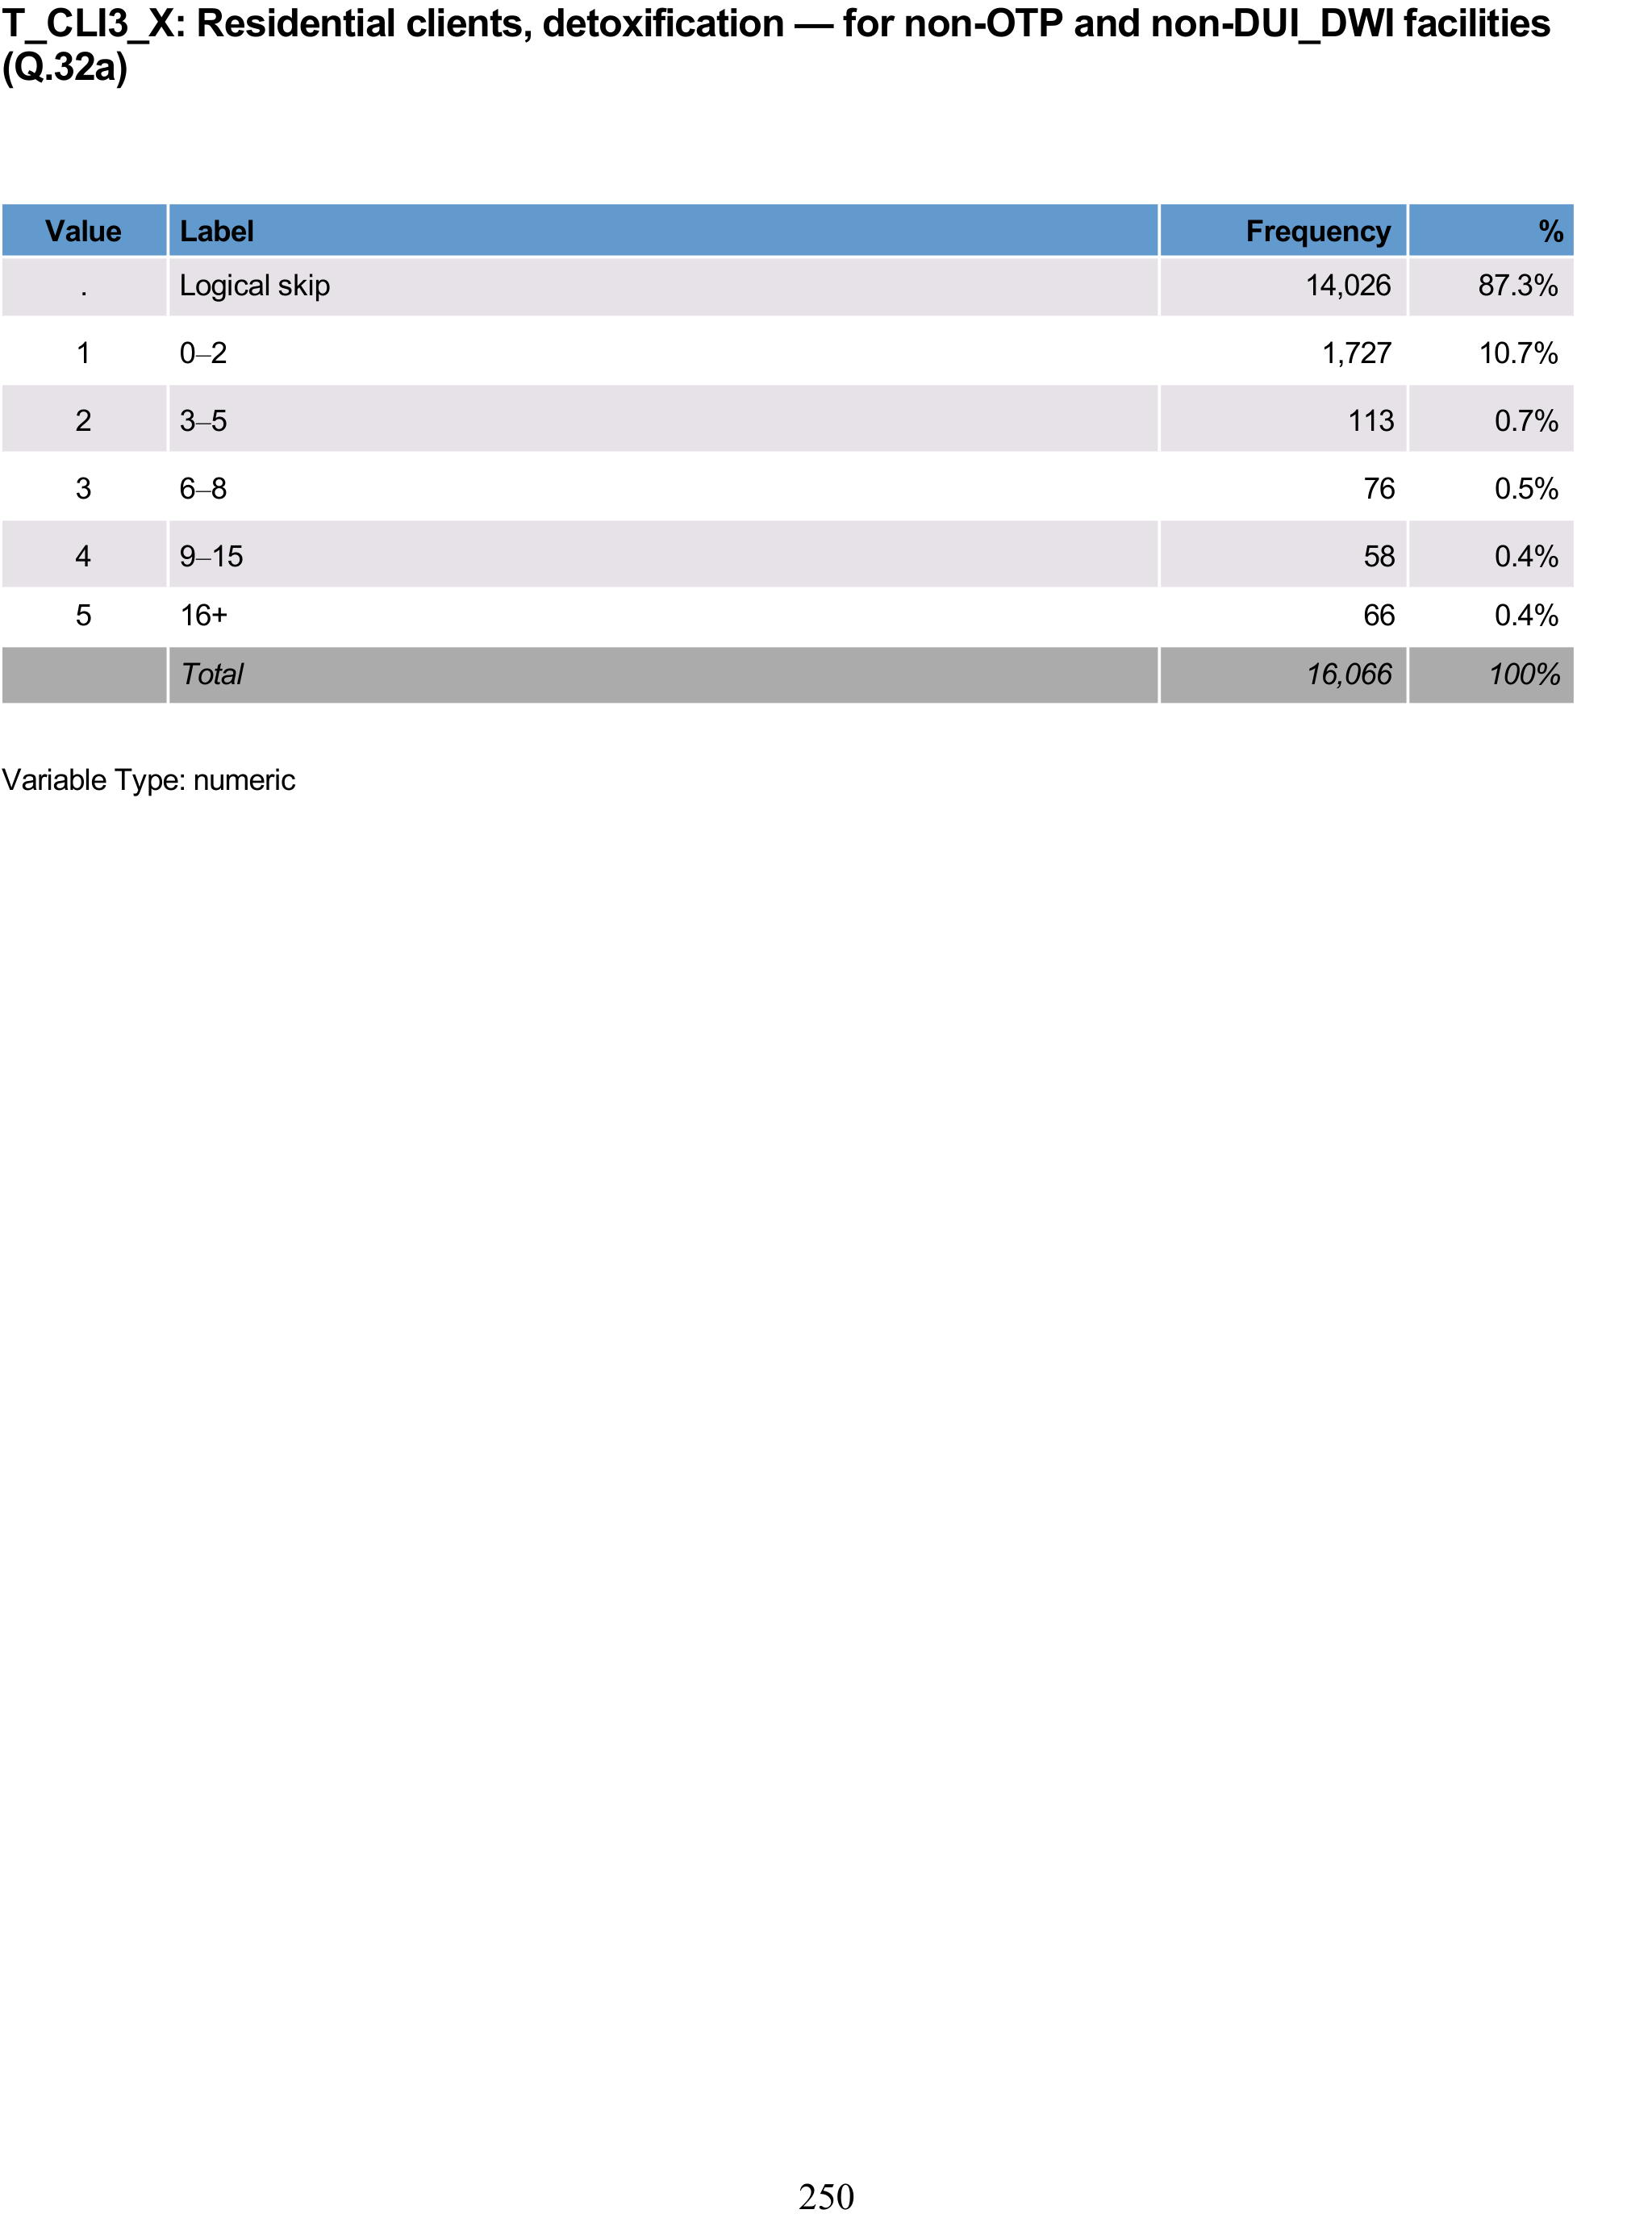 T_CLI3_X: Residential clients, detoxification — for non-OTP and non-DUI_DWI facilities
(Q.32a)
Value Label Frequency %
. Logical skip 14,026 87.3%
1 0–2 1,727 10.7%
2 3–5 113 0.7%
3 6–8 76 0.5%
4 9–15 58 0.4%
5 16+ 66 0.4%
Total 16,066 100%
Variable Type: numeric
250